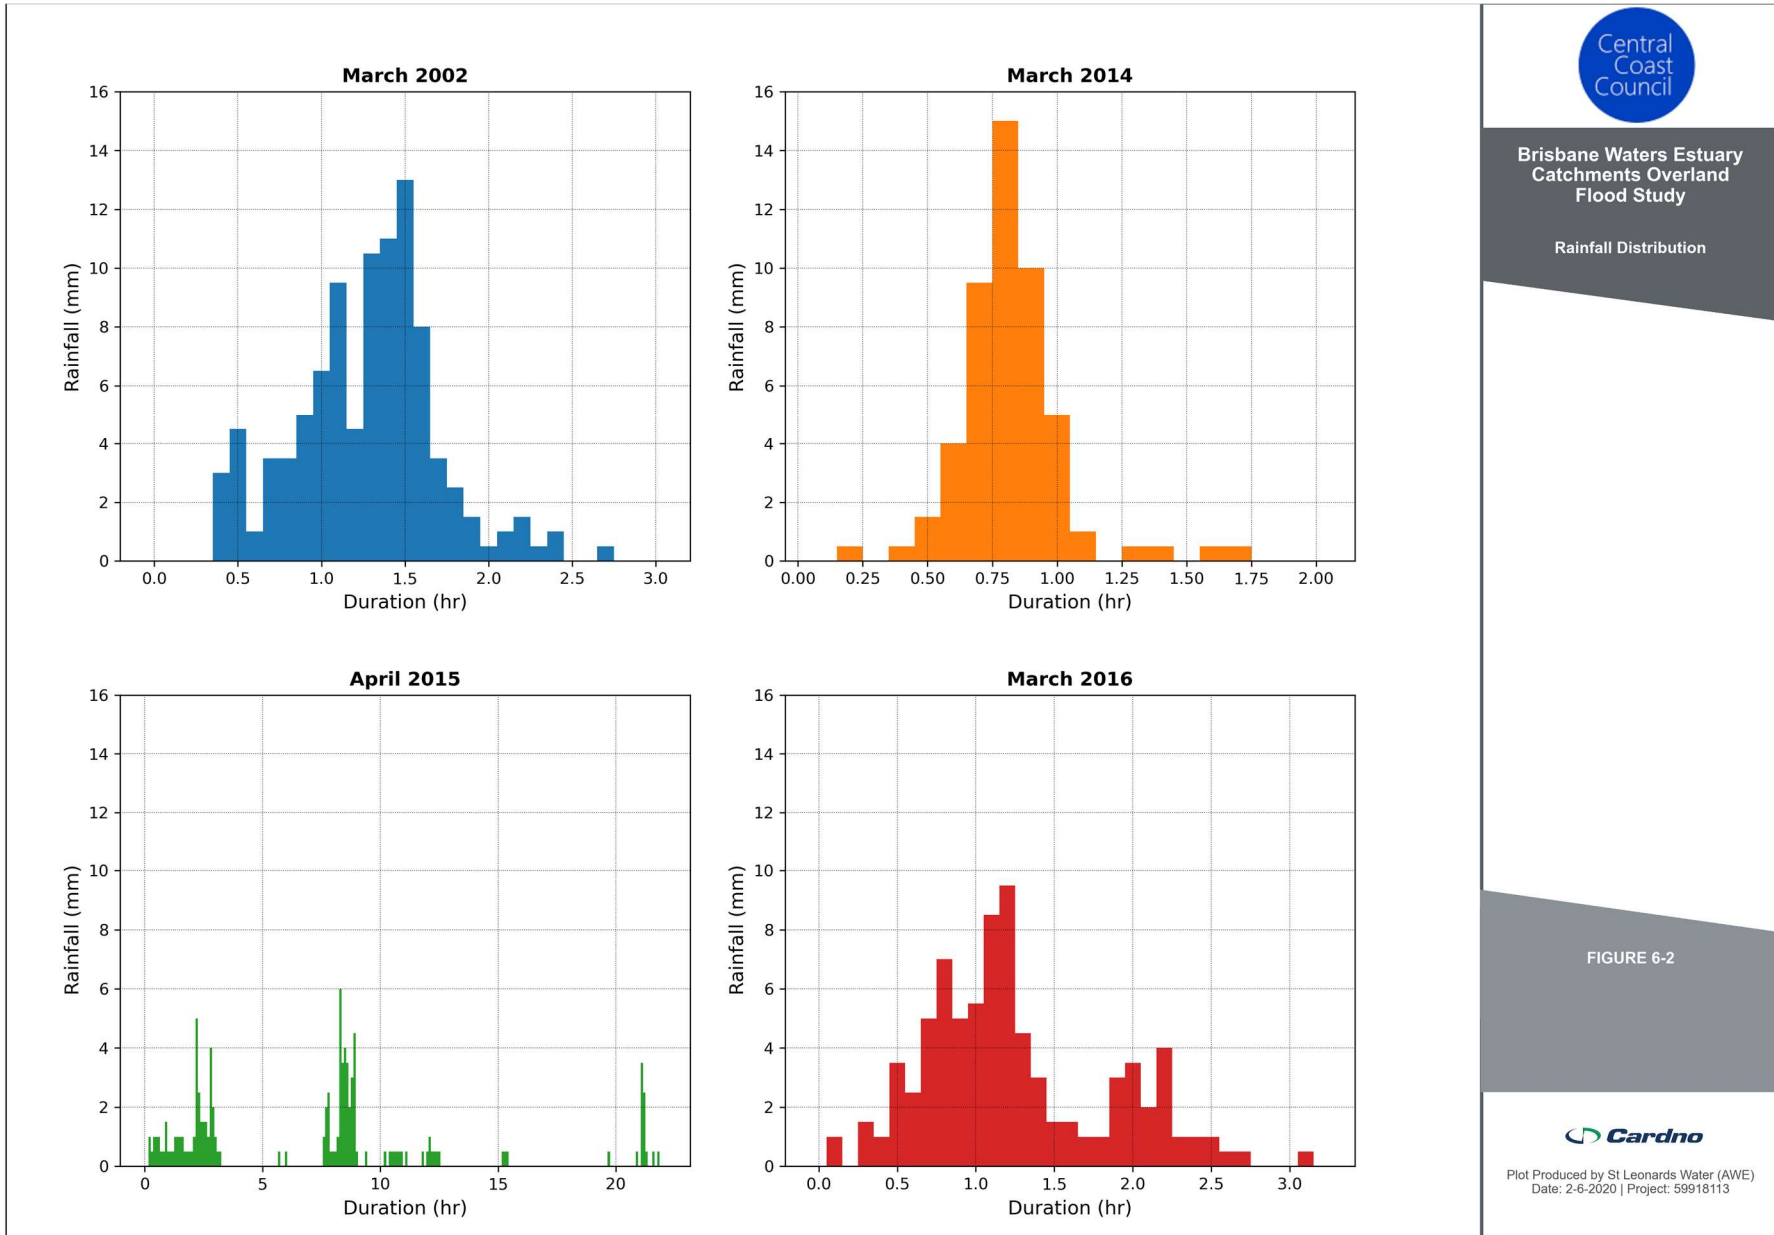 March 2002
16
14
12
10
8
6
4
2
0
Rainfall (mm)
0.0 0.5 1.0 1.5 2.0 2.5 3.0
Duration (hr)
March 2014
16
14
12
10
8
6
4
2
0
Rainfall (mm)
0.00 0.25 0.50 0.75 1.00 1.25 1.50 1.75 2.00
Duration (hr)
April 2015
16
14
12
10
8
6
4
2
0
Rainfall (mm)
0 5 10 15 20
Duration (hr)
March 2016
16
14
12
10
8
6
4
2
0
Rainfall (mm)
0.0 0.5 1.0 1.5 2.0 2.5 3.0
Duration (hr)
Central
Coast
Council
Brisbane Waters Estuary
Catchments Overland
Flood Study
Rainfall Distribution
FIGURE 6-2
Cardno
Plot Produced by St Leonards Water (AWE)
Date: 2-6-2020 | Project: 59918113